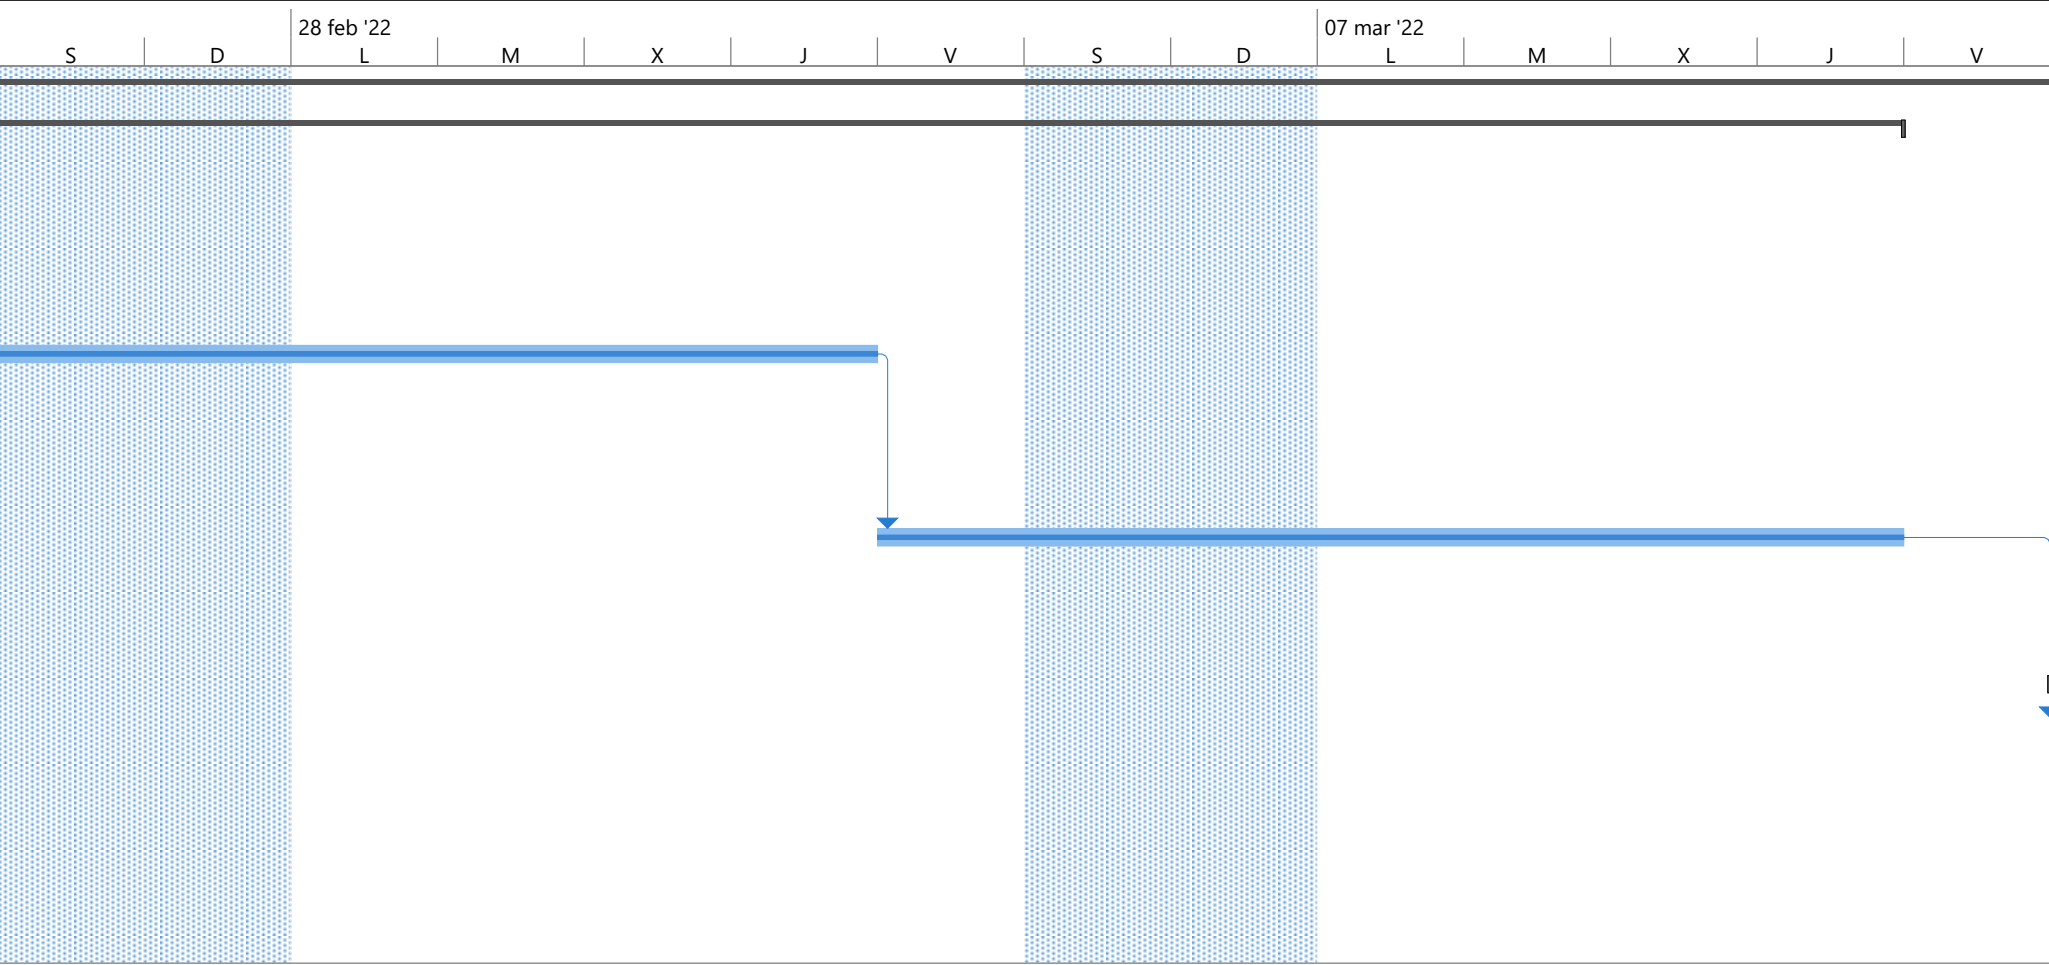 28 feb '22 07 mar '22
S D L M X J V S D L M X J V